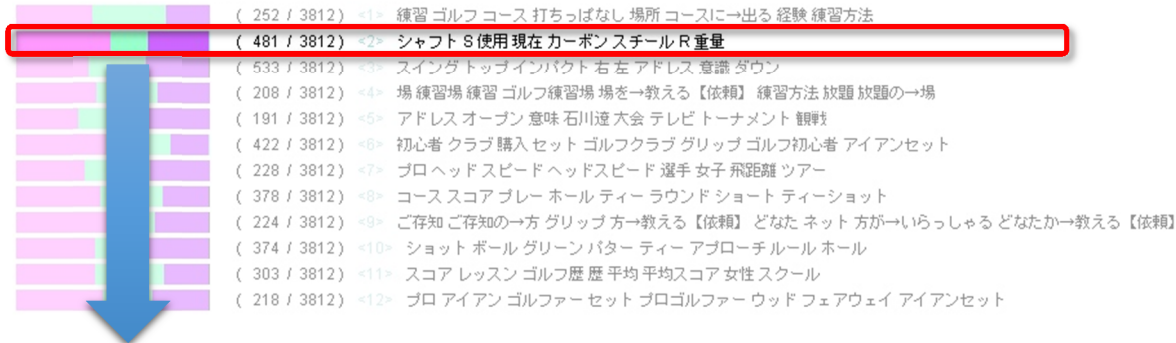 ( 252 / 3812) <1> 練習 ゴルフ コース 打ちっぱなし 場所 コースに→出る 経験 練習方法
( 481 / 3812) <2> シャフト S 使用 現在 カーボン スチール R 重量
( 533 / 3812) <3> スイング トップ インパクト 右 左 アドレス 意識 ダウン
( 208 / 3812) <4> 場 練習場 練習 ゴルフ練習場 場を→教える【依頼】 練習方法 放題 放題の→場
( 191 / 3812) <5> アドレス オープン 意味 石川遼 大会 テレビ トーナメント 観戦
( 422 / 3812) <6> 初心者 クラブ 購入 セット ゴルフクラブ グリップ ゴルフ初心者 アイアンセット
( 228 / 3812) <7> プロ ヘッド スピード ヘッドスピード 選手 女子 飛距離 ツアー
( 378 / 3812) <8> コース スコア プレー ホール ティー ラウンド ショート ティーショット
( 224 / 3812) <9> ご存知 ご存知の→方 グリップ 方→教える【依頼】 どなた ネット 方が→いらっしゃる どなたか→教える【依頼】
( 374 / 3812) <10> ショット ボール グリーン パター ティー アプローチ ルール ホール
( 303 / 3812) <11> スコア レッスン ゴルフ歴 歴 平均 平均スコア 女性 スクール
( 218 / 3812) <12> プロ アイアン ゴルファー セット プロゴルファー ウッド フェアウェイ アイアンセット